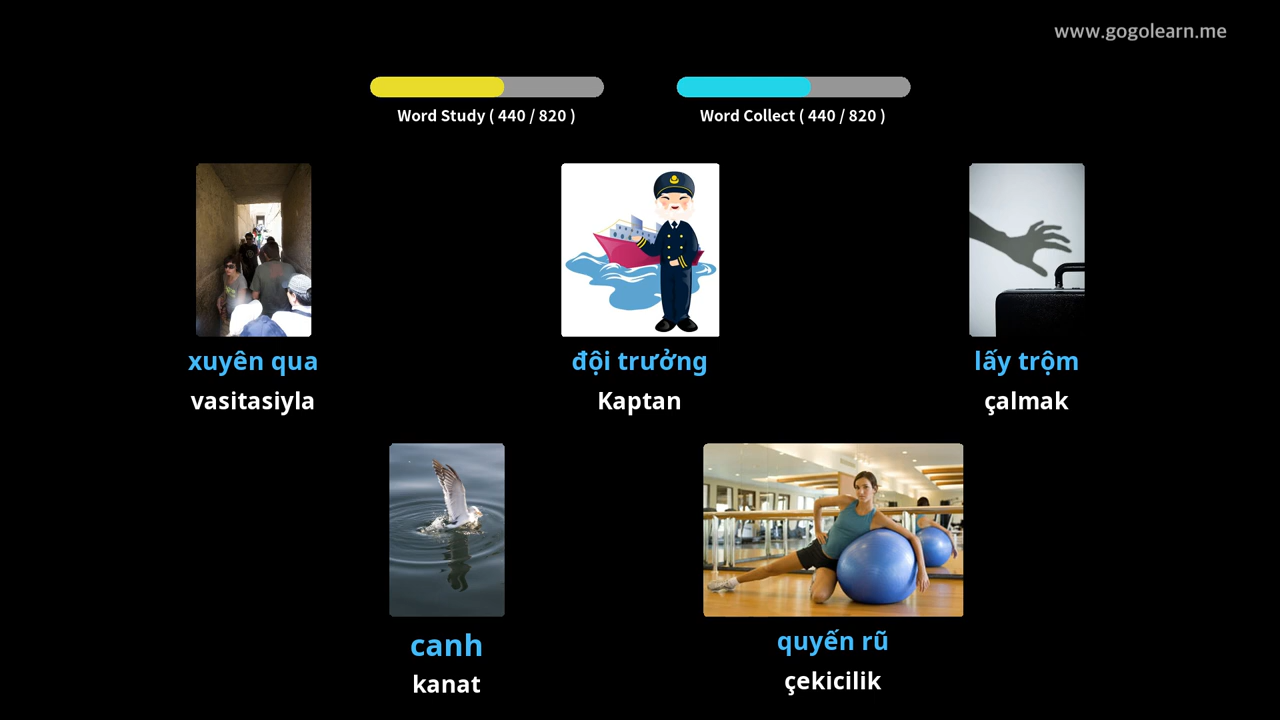 www.gogolearn.me
Word Study ( 440 / 820 )
Word Collect ( 440 / 820 )
xuyên qua
vasitasiyla
đội trưởng
Kaptan
lấy trộm
çalmak
canh
kanat
quyến rũ
çekicilik